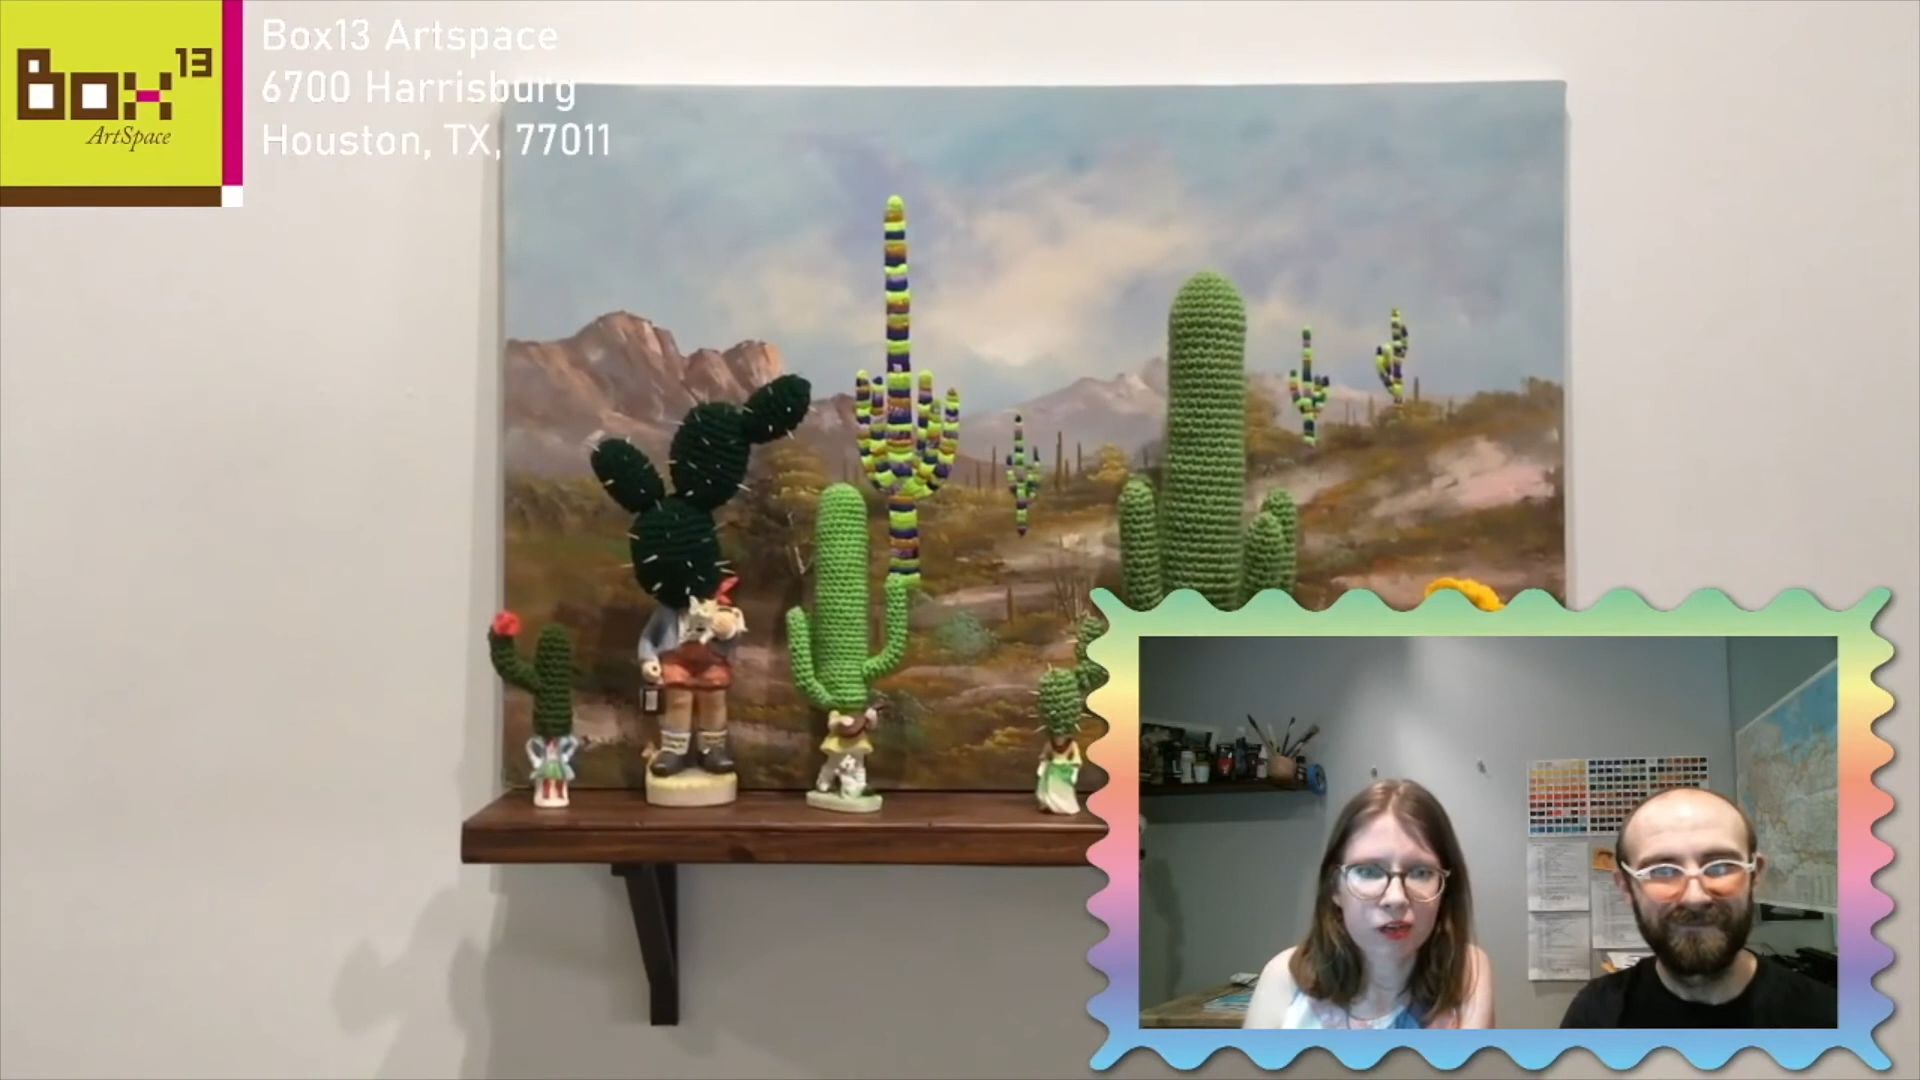 Box13
ArtSpace
Box13 Artspace
6700 Harrisburg
Houston, TX, 77011